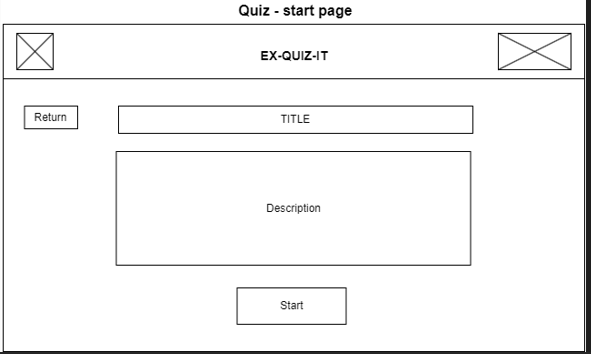 Quiz - start page
EX-QUIZ-IT
Return
TITLE
Description
Start